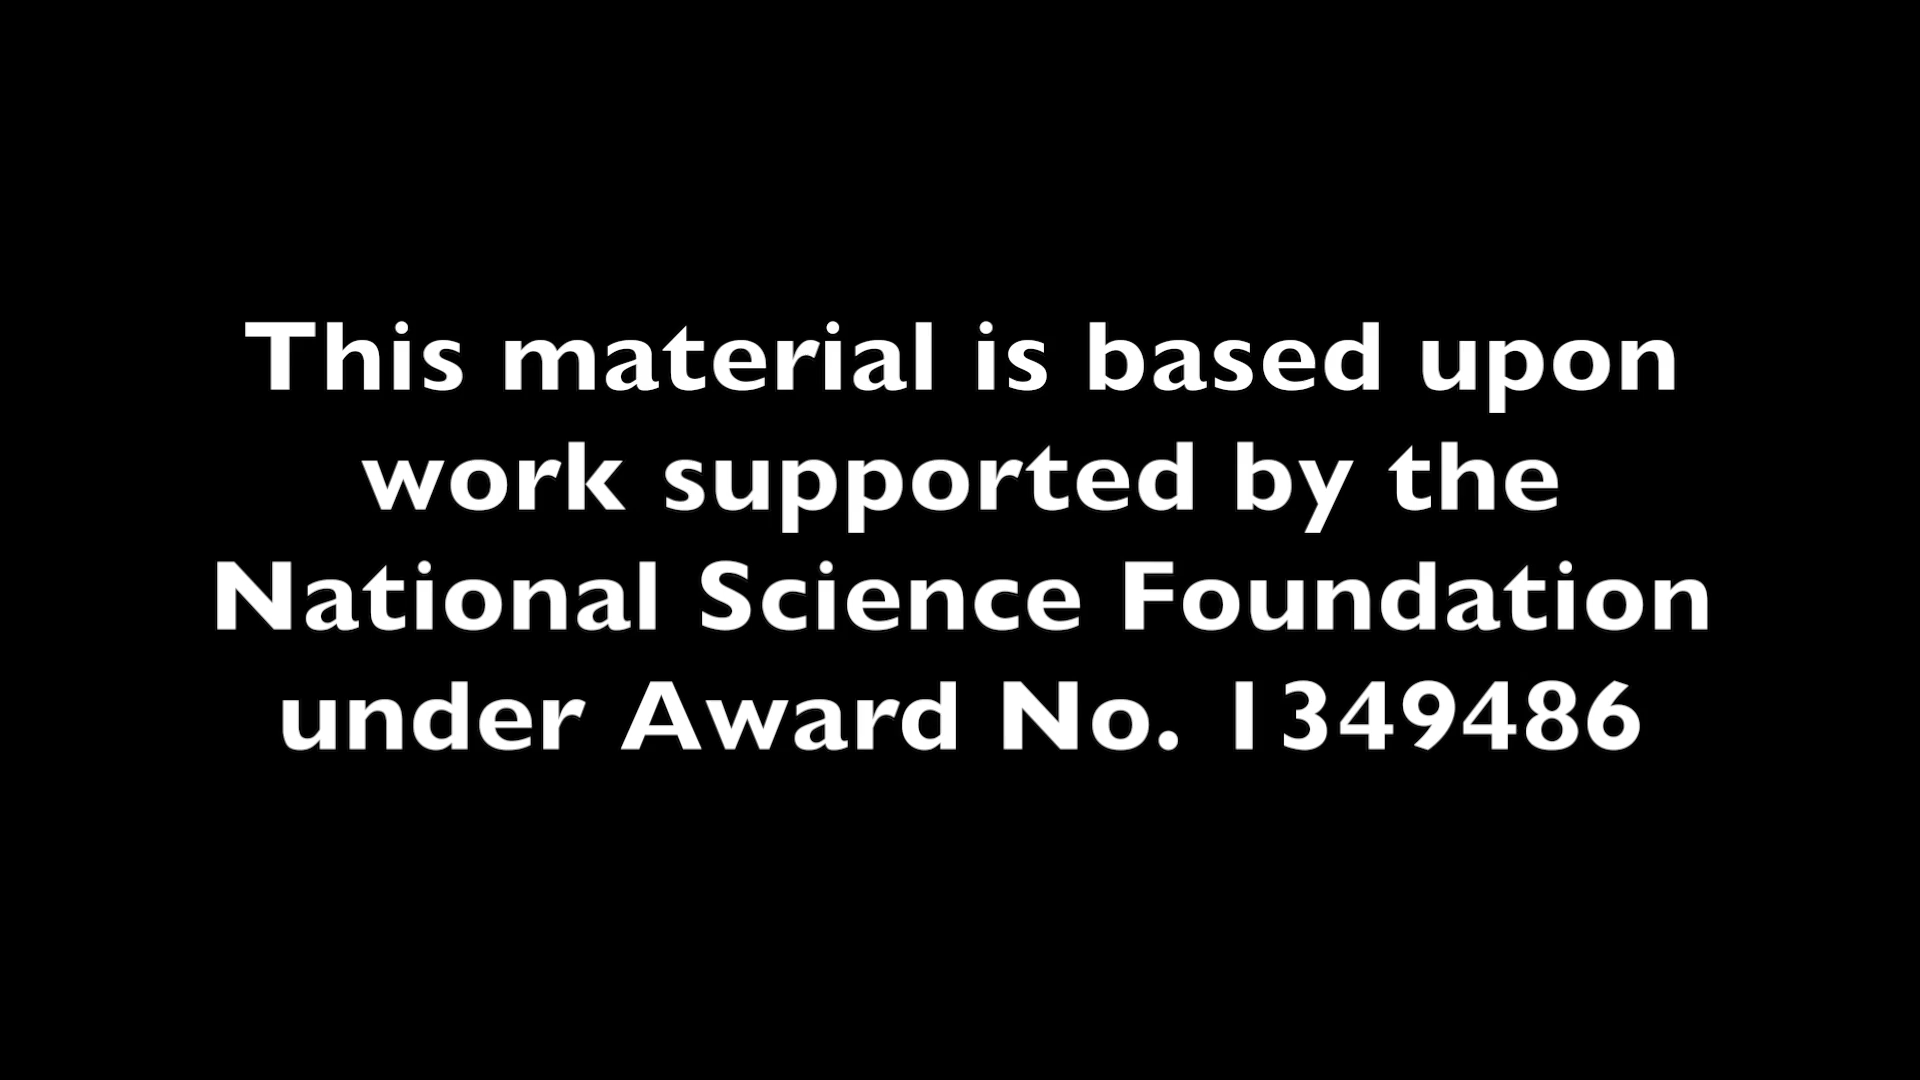 This material is based upon
work supported by the
National Science Foundation
under Award No. 1349486